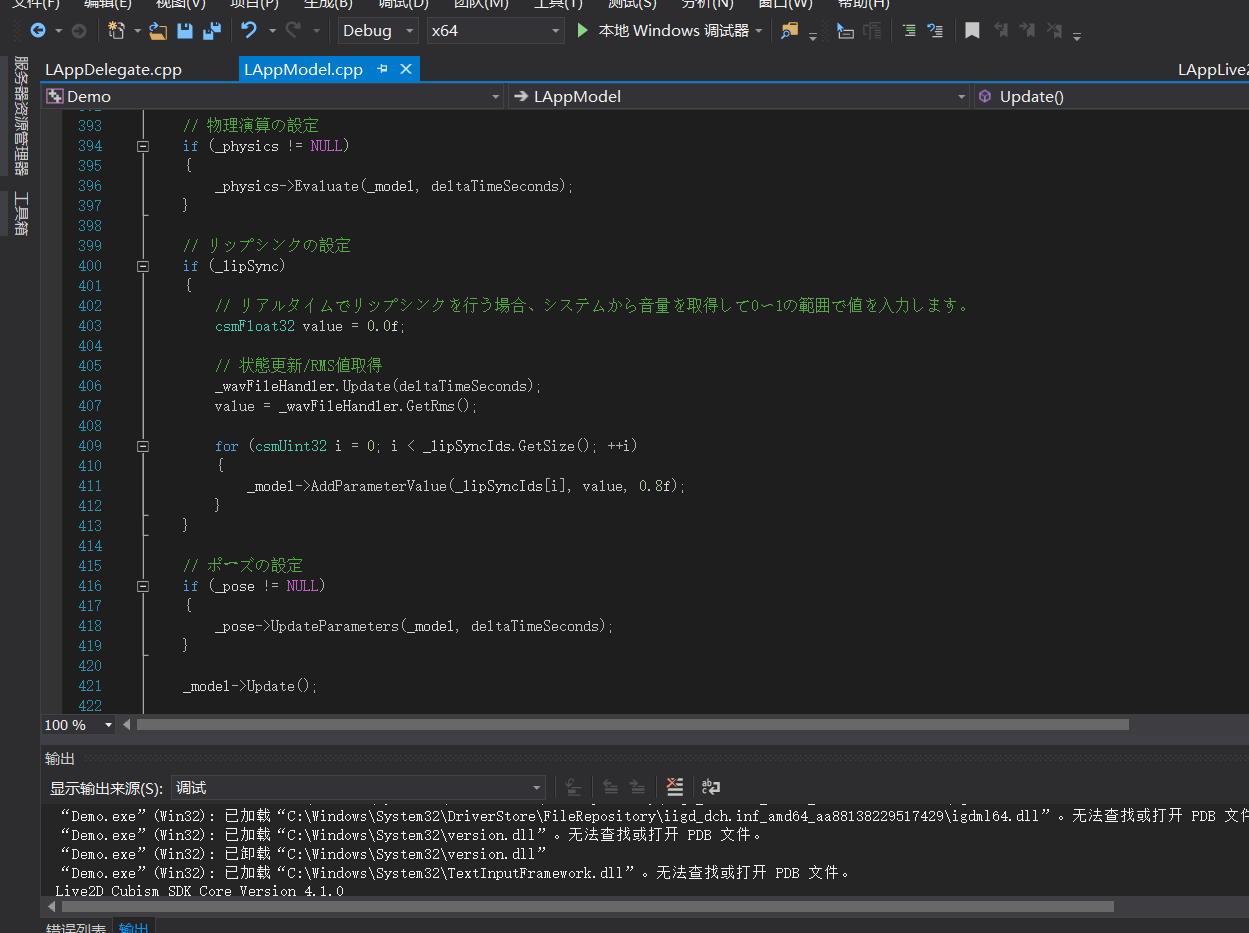 文件(F) 编辑(E) 视图(V) 项目(P) 生成(B) 调试(D) 团队(M) 工具(T) 测试(S) 分析(N) 窗口(W) 帮助(H)
Debug x64 本地 Windows 调试器
服务器资源管理器
工具箱
LAppDelegate.cpp LAppModel.cpp LAppLive2
Demo LAppModel Update()
393 // 物理演算の設定
394 if (_physics != NULL)
395 {
396 _physics->Evaluate(_model, deltaTimeSeconds);
397 }
398
399 // リップシンクの設定
400 if (_lipSync)
401 {
402 // リアルタイムでリップシンクを行う場合、システムから音量を取得して0〜1の範囲で値を入力します。
403 csmFloat32 value = 0.0f;
404
405 // 状態更新/RMS値取得
406 _wavFileHandler.Update(deltaTimeSeconds);
407 value = _wavFileHandler.GetRms();
408
409 for (csmUint32 i = 0; i < _lipSyncIds.GetSize(); ++i)
410 {
411 _model->AddParameterValue(_lipSyncIds[i], value, 0.8f);
412 }
413 }
414
415 // ポーズの設定
416 if (_pose != NULL)
417 {
418 _pose->UpdateParameters(_model, deltaTimeSeconds);
419 }
420
421 _model->Update();
422
100 %
输出
显示输出来源(S): 调试
“Demo.exe”(Win32): 已加载“C:\Windows\System32\DriverStore\FileRepository\iigd_dch.inf_amd64_aa88138229517429\igdml64.dll”。无法查找或打开 PDB 文件
“Demo.exe”(Win32): 已加载“C:\Windows\System32\version.dll”。无法查找或打开 PDB 文件。
“Demo.exe”(Win32): 已卸载“C:\Windows\System32\version.dll”
“Demo.exe”(Win32): 已加载“C:\Windows\System32\TextInputFramework.dll”。无法查找或打开 PDB 文件。
Live2D Cubism SDK Core Version 4.1.0
错误列表 输出